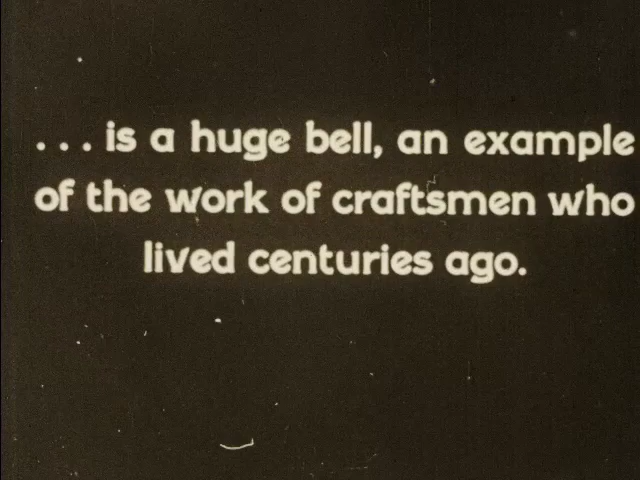 ... is a huge bell, an example
of the work of craftsmen who
lived centuries ago.